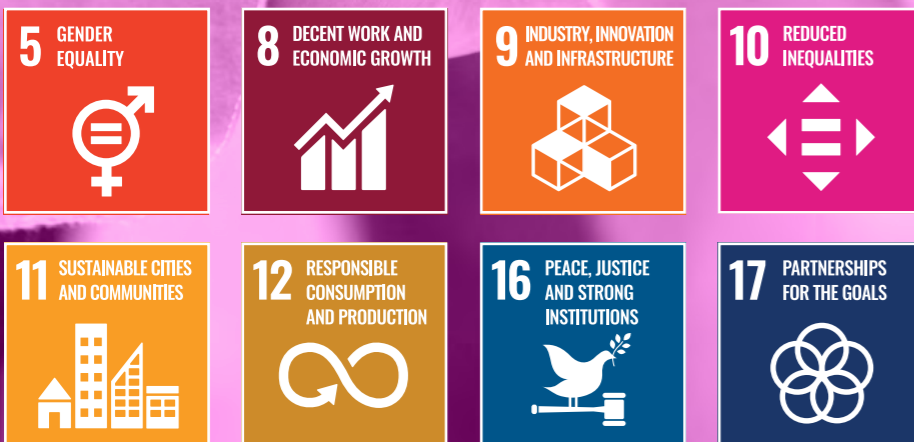 5 GENDER
EQUALITY
8 DECENT WORK AND
ECONOMIC GROWTH
9 INDUSTRY, INNOVATION
AND INFRASTRUCTURE
10 REDUCED
INEQUALITIES
11 SUSTAINABLE CITIES
AND COMMUNITIES
12 RESPONSIBLE
CONSUMPTION
AND PRODUCTION
16 PEACE, JUSTICE
AND STRONG
INSTITUTIONS
17 PARTNERSHIPS
FOR THE GOALS